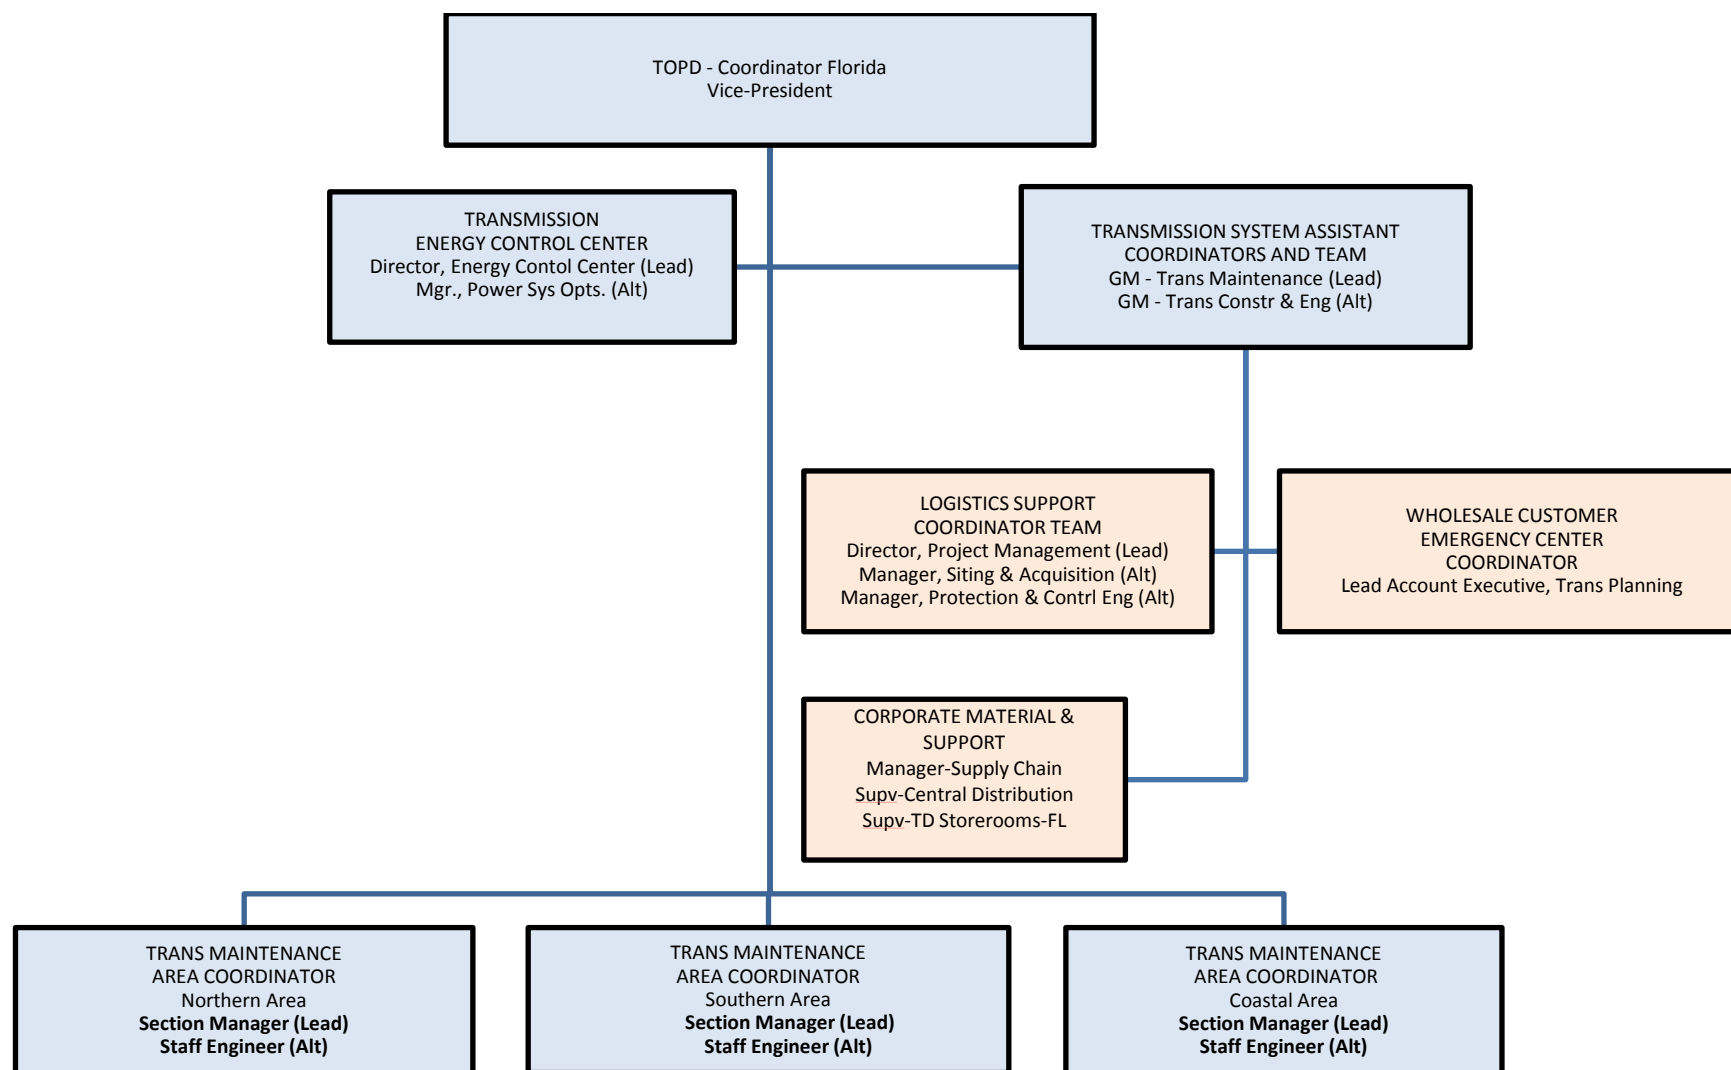 TOPD - Coordinator Florida
Vice-President
TRANSMISSION
ENERGY CONTROL CENTER
Director, Energy Contol Center (Lead)
Mgr., Power Sys Opts. (Alt)
TRANSMISSION SYSTEM ASSISTANT
COORDINATORS AND TEAM
GM - Trans Maintenance (Lead)
GM - Trans Constr & Eng (Alt)
LOGISTICS SUPPORT
COORDINATOR TEAM
Director, Project Management (Lead)
Manager, Siting & Acquisition (Alt)
Manager, Protection & Contrl Eng (Alt)
WHOLESALE CUSTOMER
EMERGENCY CENTER
COORDINATOR
Lead Account Executive, Trans Planning
CORPORATE MATERIAL &
SUPPORT
Manager-Supply Chain
Supv-Central Distribution
Supv-TD Storerooms-FL
TRANS MAINTENANCE
AREA COORDINATOR
Northern Area
Section Manager (Lead)
Staff Engineer (Alt)
TRANS MAINTENANCE
AREA COORDINATOR
Southern Area
Section Manager (Lead)
Staff Engineer (Alt)
TRANS MAINTENANCE
AREA COORDINATOR
Coastal Area
Section Manager (Lead)
Staff Engineer (Alt)